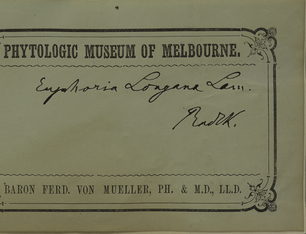 PHYTOLOGIC MUSEUM OF MELBOURNE,
Euphoria Longana Lam.
Radlk.
BARON FERD. VON MUELLER, PH. & M.D., LL.D.